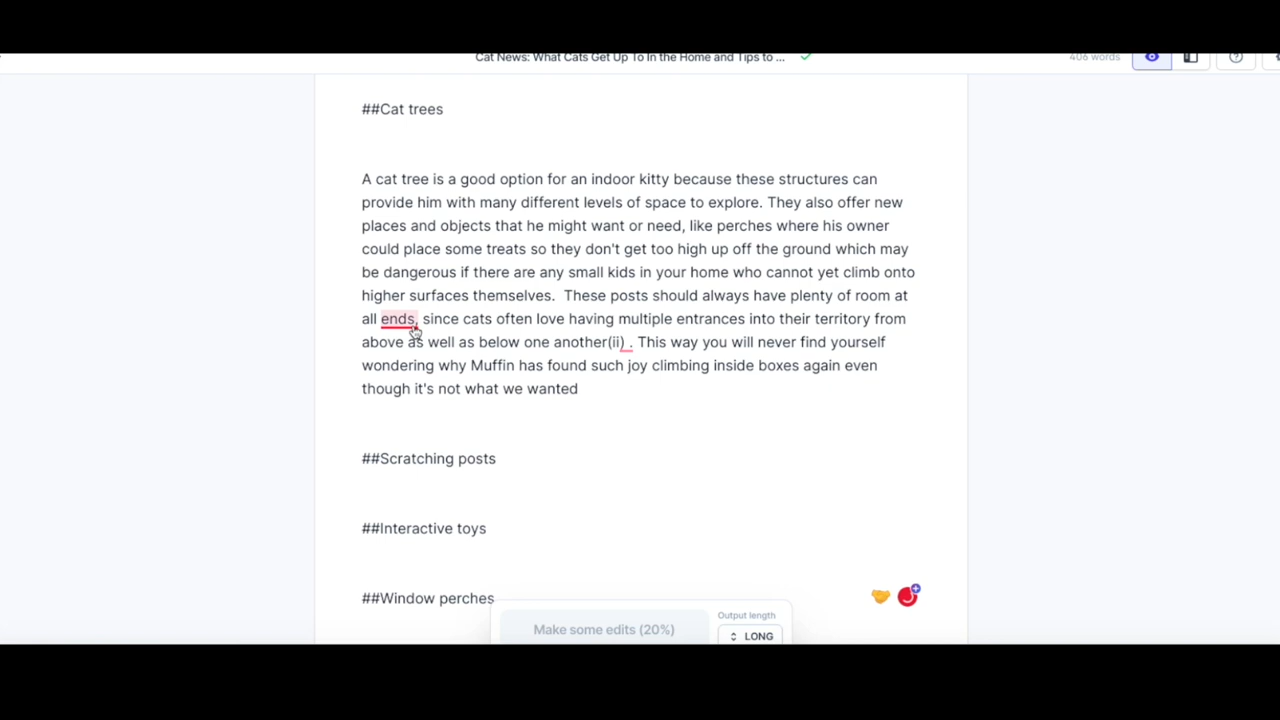 Cat News: What Cats Get Up To In the Home and Tips to ...
406 words
##Cat trees
A cat tree is a good option for an indoor kitty because these structures can
provide him with many different levels of space to explore. They also offer new
places and objects that he might want or need, like perches where his owner
could place some treats so they don't get too high up off the ground which may
be dangerous if there are any small kids in your home who cannot yet climb onto
higher surfaces themselves.  These posts should always have plenty of room at
all ends, since cats often love having multiple entrances into their territory from
above as well as below one another(ii) . This way you will never find yourself
wondering why Muffin has found such joy climbing inside boxes again even
though it's not what we wanted
##Scratching posts
##Interactive toys
##Window perches
Make some edits (20%)
Output length
LONG